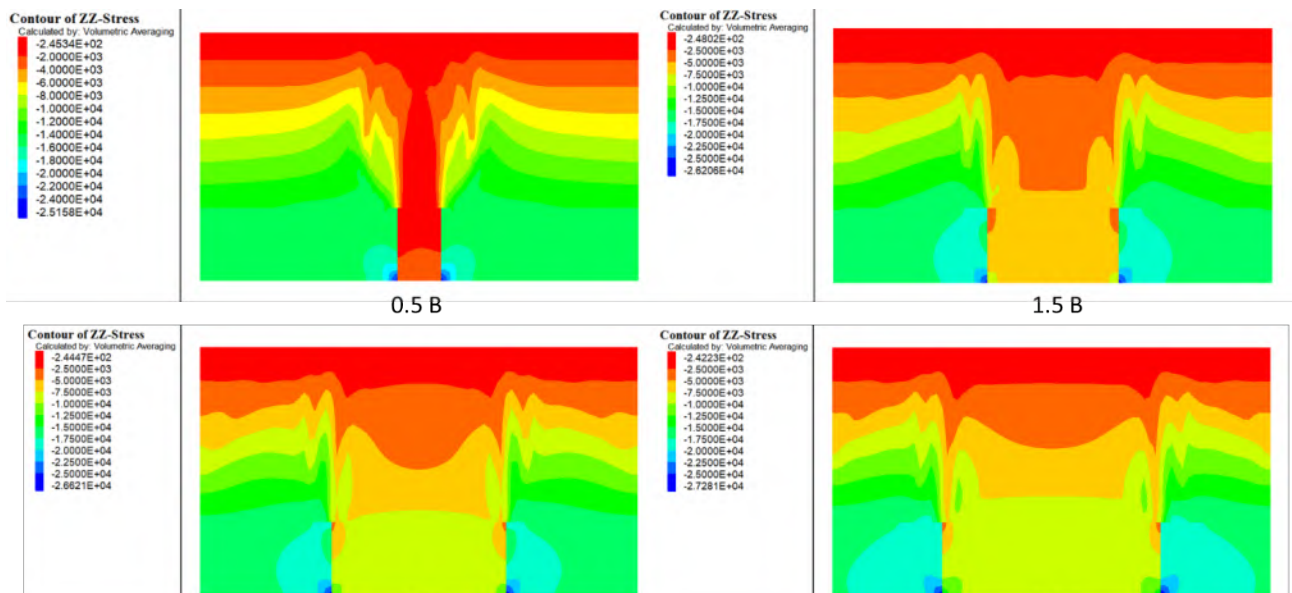 Contour of ZZ-Stress
Calculated by: Volumetric Averaging
-2.4534E+02
-2.0000E+03
-4.0000E+03
-6.0000E+03
-8.0000E+03
-1.0000E+04
-1.2000E+04
-1.4000E+04
-1.6000E+04
-1.8000E+04
-2.0000E+04
-2.2000E+04
-2.4000E+04
-2.5158E+04
0.5 B
Contour of ZZ-Stress
Calculated by: Volumetric Averaging
-2.4802E+02
-2.5000E+03
-5.0000E+03
-7.5000E+03
-1.0000E+04
-1.2500E+04
-1.5000E+04
-1.7500E+04
-2.0000E+04
-2.2500E+04
-2.5000E+04
-2.6206E+04
1.5 B
Contour of ZZ-Stress
Calculated by: Volumetric Averaging
-2.4447E+02
-2.5000E+03
-5.0000E+03
-7.5000E+03
-1.0000E+04
-1.2500E+04
-1.5000E+04
-1.7500E+04
-2.0000E+04
-2.2500E+04
-2.5000E+04
-2.6621E+04
Contour of ZZ-Stress
Calculated by: Volumetric Averaging
-2.4223E+02
-2.5000E+03
-5.0000E+03
-7.5000E+03
-1.0000E+04
-1.2500E+04
-1.5000E+04
-1.7500E+04
-2.0000E+04
-2.2500E+04
-2.5000E+04
-2.7281E+04